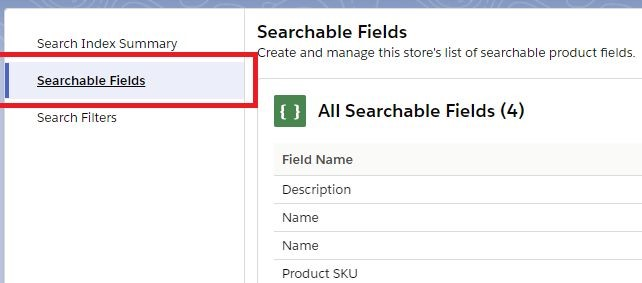 Search Index Summary
Searchable Fields
Search Filters
Searchable Fields
Create and manage this store's list of searchable product fields.
{ } All Searchable Fields (4)
Field Name
Description
Name
Name
Product SKU